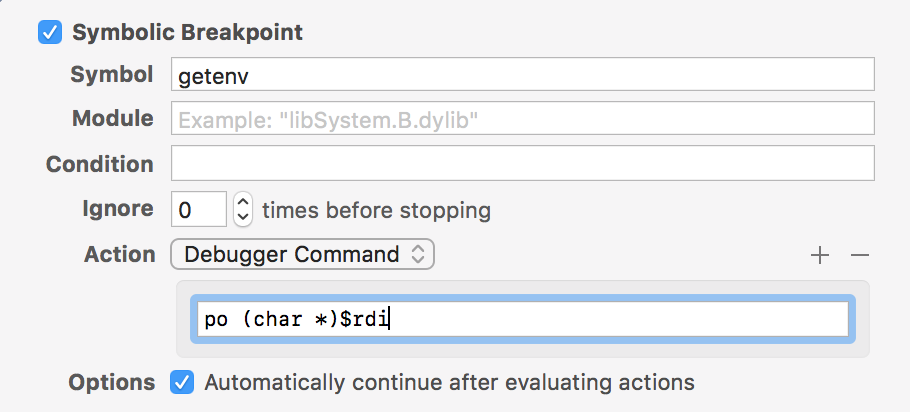 Symbolic Breakpoint
Symbol getenv
Module Example: "libSystem.B.dylib"
Condition
Ignore 0 times before stopping
Action Debugger Command
po (char *)$rdi
Options Automatically continue after evaluating actions